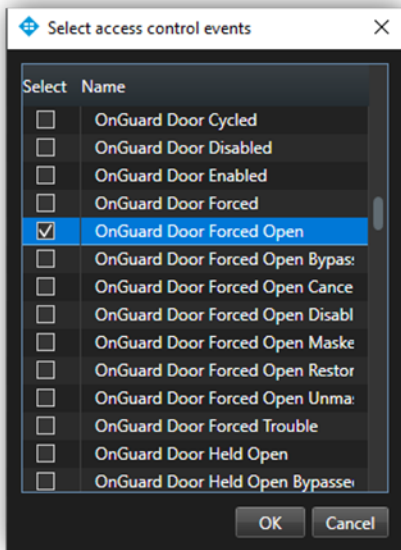 Select access control events
Select Name
OnGuard Door Cycled
OnGuard Door Disabled
OnGuard Door Enabled
OnGuard Door Forced
OnGuard Door Forced Open
OnGuard Door Forced Open Bypas
OnGuard Door Forced Open Cance
OnGuard Door Forced Open Disabl
OnGuard Door Forced Open Maske
OnGuard Door Forced Open Restor
OnGuard Door Forced Open Unma
OnGuard Door Forced Trouble
OnGuard Door Held Open
OnGuard Door Held Open Bypasse
OK Cancel